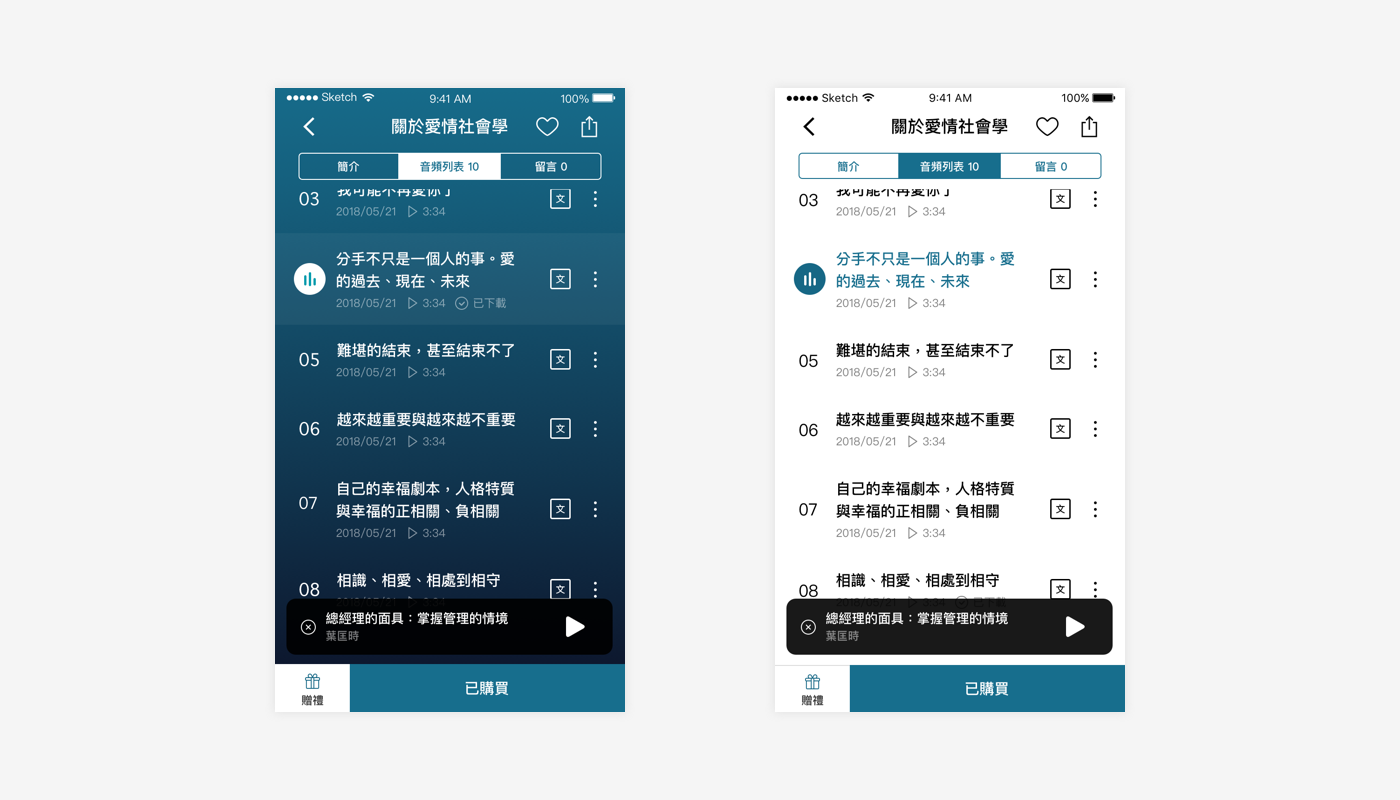 Sketch 9:41 AM 100%
關於愛情社會學
簡介 音頻列表 10 留言 0
03 我可能不再愛你了
2018/05/21 3:34
分手不只是一個人的事。愛
的過去、現在、未來
2018/05/21 3:34 已下載
文
05 難堪的結束，甚至結束不了
2018/05/21 3:34
文
06 越來越重要與越來越不重要
2018/05/21 3:34
文
07 自己的幸福劇本，人格特質
與幸福的正相關、負相關
2018/05/21 3:34
文
08 相識、相愛、相處到相守
文
總經理的面具：掌握管理的情境
葉匡時
贈禮
已購買
Sketch 9:41 AM 100%
關於愛情社會學
簡介 音頻列表 10 留言 0
03 我可能不再愛你了
2018/05/21 3:34
分手不只是一個人的事。愛
的過去、現在、未來
2018/05/21 3:34
文
05 難堪的結束，甚至結束不了
2018/05/21 3:34
文
06 越來越重要與越來越不重要
2018/05/21 3:34
文
07 自己的幸福劇本，人格特質
與幸福的正相關、負相關
2018/05/21 3:34
文
08 相識、相愛、相處到相守
文
總經理的面具：掌握管理的情境
葉匡時
贈禮
已購買